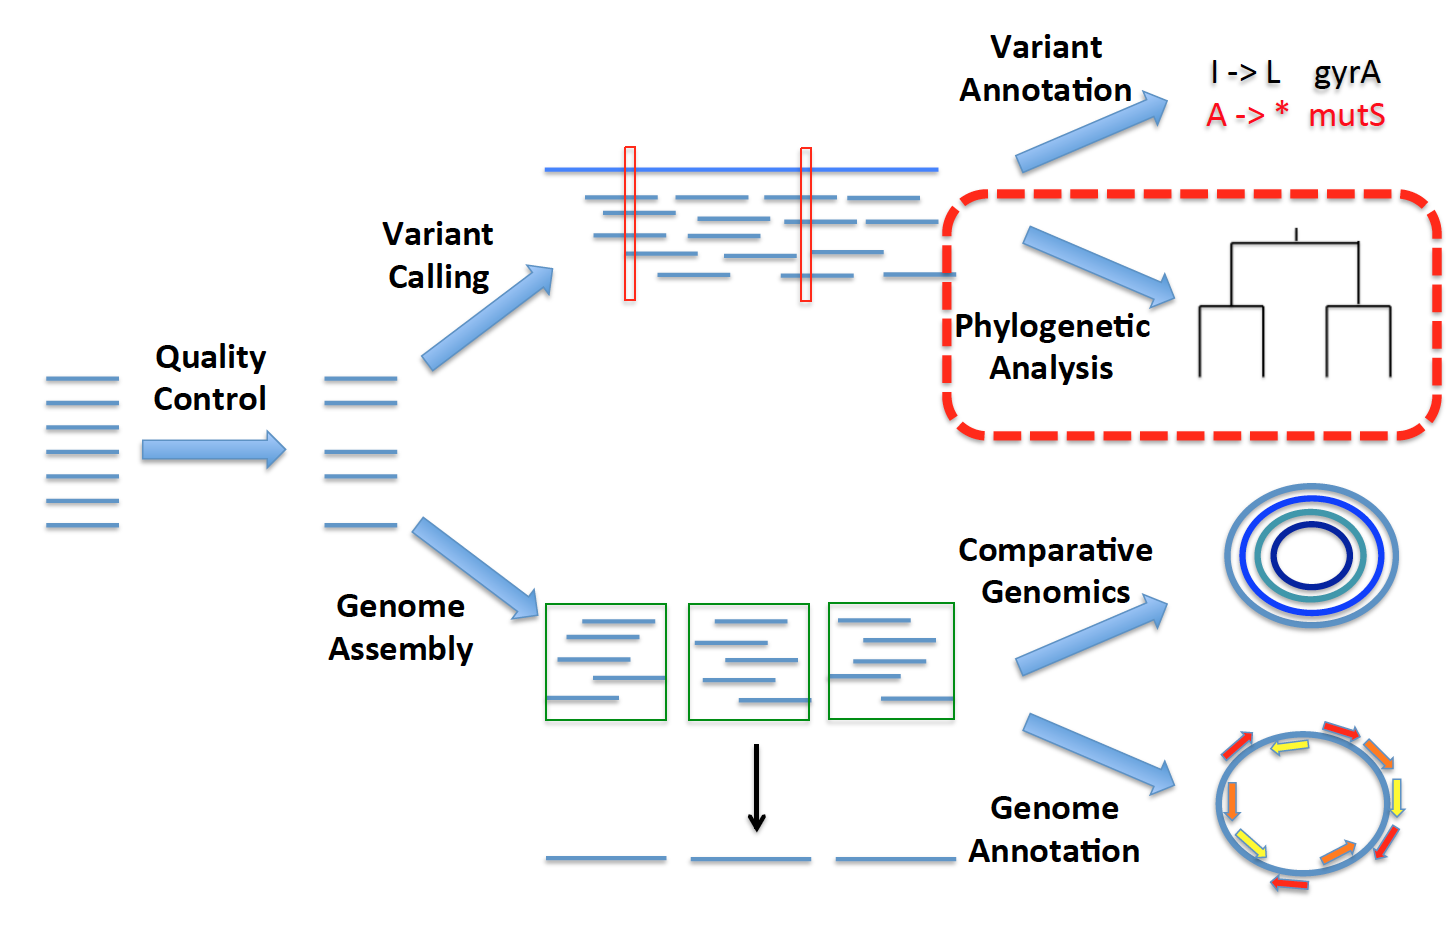 Variant
Annotation
I -> L gyrA
A -> * mutS
Variant
Calling
Phylogenetic
Analysis
Quality
Control
Genome
Assembly
Comparative
Genomics
Genome
Annotation